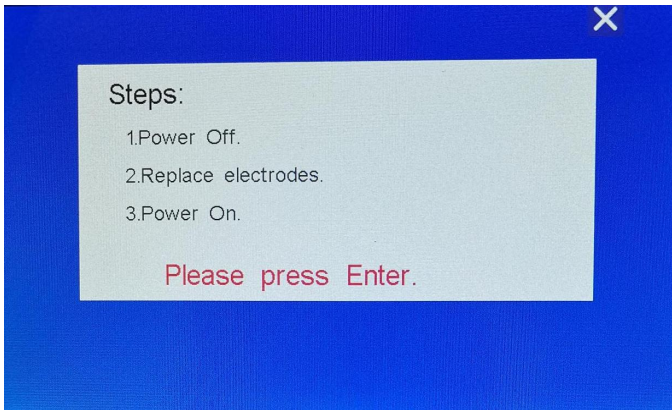 Steps:
1.Power Off.
2.Replace electrodes.
3.Power On.
Please press Enter.